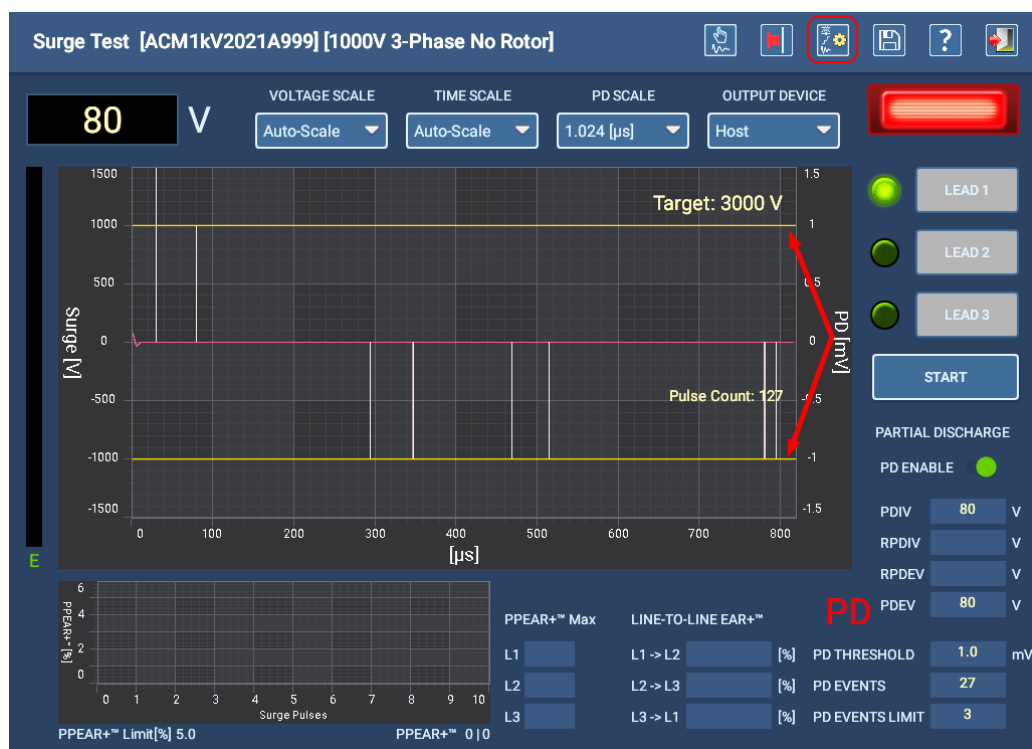 Surge Test [ACM1kV2021A999] [1000V 3-Phase No Rotor]
?
VOLTAGE SCALE TIME SCALE PD SCALE OUTPUT DEVICE
80 V Auto-Scale Auto-Scale 1.024 [µs] Host
1500 1.5
Target: 3000 V LEAD 1
1000 1
LEAD 2
500 0.5
Surge [V] PD [mV]
LEAD 3
0 0
START
Pulse Count: 127
-500 -0.5
PARTIAL DISCHARGE
-1000 -1
PD ENABLE
-1500 -1.5
PDIV 80 V
0 100 200 300 400 500 600 700 800
[µs]
RPDIV V
E
RPDEV V
PD
PDEV 80 V
PPEAR+™[%]
6
4
2
0
0 1 2 3 4 5 6 7 8 9 10
Surge Pulses
PPEAR+™ Limit[%] 5.0 PPEAR+™ 0|0
PPEAR+™ Max LINE-TO-LINE EAR+™
L1 L1 -> L2 [%] PD THRESHOLD 1.0 mV
L2 L2 -> L3 [%] PD EVENTS 27
L3 L3 -> L1 [%] PD EVENTS LIMIT 3